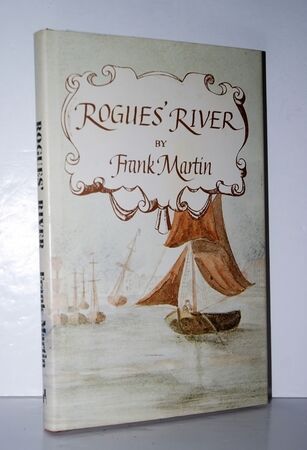 ROGUES' RIVER
BY
Frank Martin
ROGUES' RIVER Frank Martin